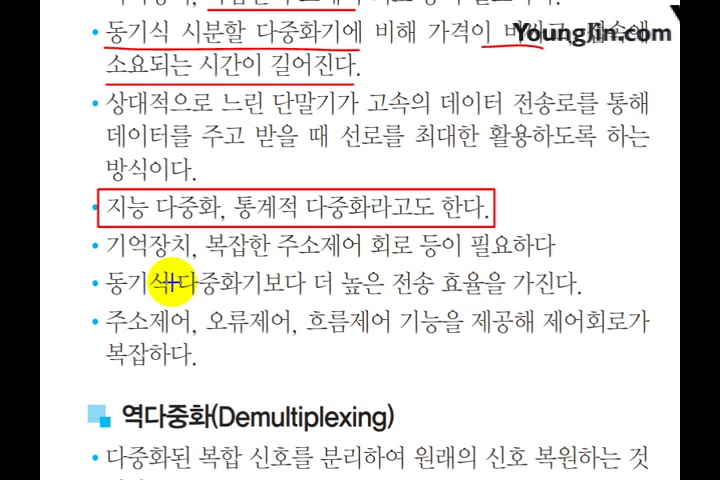 Youngjin.com
• 동기식 시분할 다중화기에 비해 가격이
소요되는 시간이 길어진다.
• 상대적으로 느린 단말기가 고속의 데이터 전송로를 통해
데이터를 주고 받을 때 선로를 최대한 활용하도록 하는
방식이다.
• 지능 다중화, 통계적 다중화라고도 한다.
• 기억장치, 복잡한 주소제어 회로 등이 필요하다
• 동기식 다중화기보다 더 높은 전송 효율을 가진다.
• 주소제어, 오류제어, 흐름제어 기능을 제공해 제어회로가
복잡하다.
역다중화(Demultiplexing)
• 다중화된 복합 신호를 분리하여 원래의 신호 복원하는 것